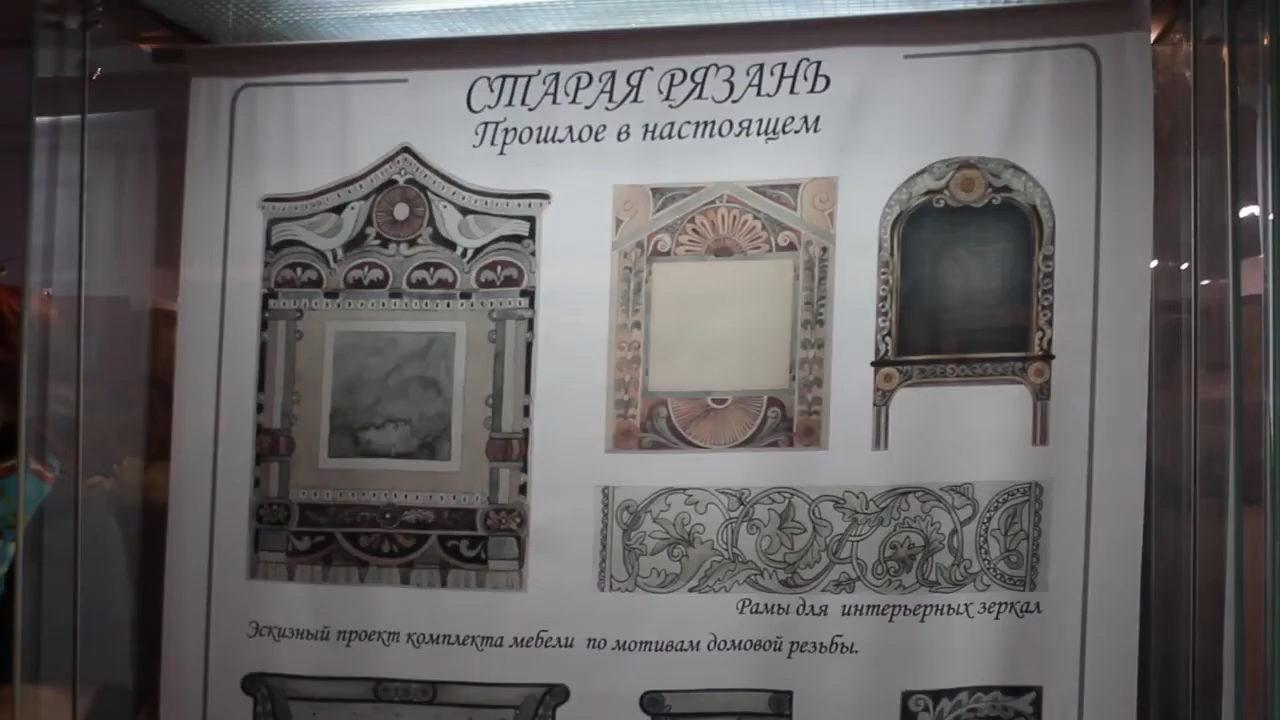 СТАРАЯ РЯЗАНЬ
Прошлое в настоящем
Рамы для интерьерных зеркал
Эскизный проект комплекта мебели по мотивам домовой резьбы.